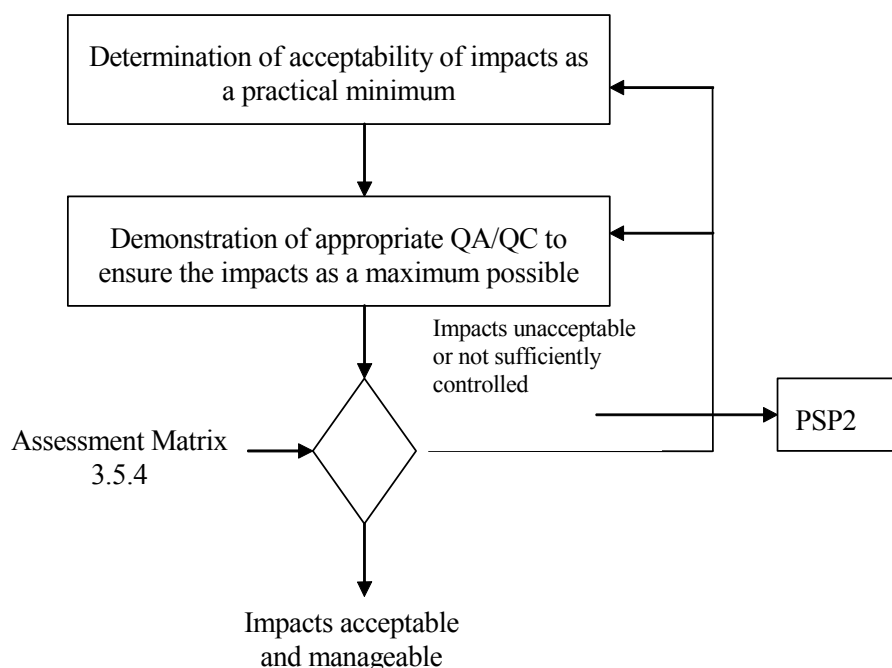 Determination of acceptability of impacts as
a practical minimum
Demonstration of appropriate QA/QC to
ensure the impacts as a maximum possible
Impacts unacceptable
or not sufficiently
controlled
PSP2
Assessment Matrix
3.5.4
Impacts acceptable
and manageable